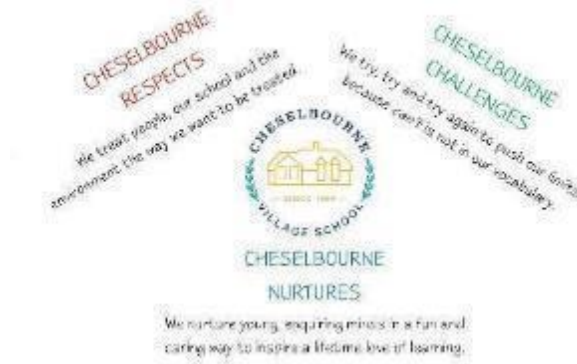 CHESELBOURNE
RESPECTS
We treat people, our school and the
environment the way we want to be treated.
CHESELBOURNE
CHALLENGES
We try, try and try again to push our limits
because can't is not in our vocabulary.
CHESELBOURNE
VILLAGE SCHOOL
CHESELBOURNE
NURTURES
We nurture young, enquiring minds in a fun and
caring way to inspire a lifetime love of learning.